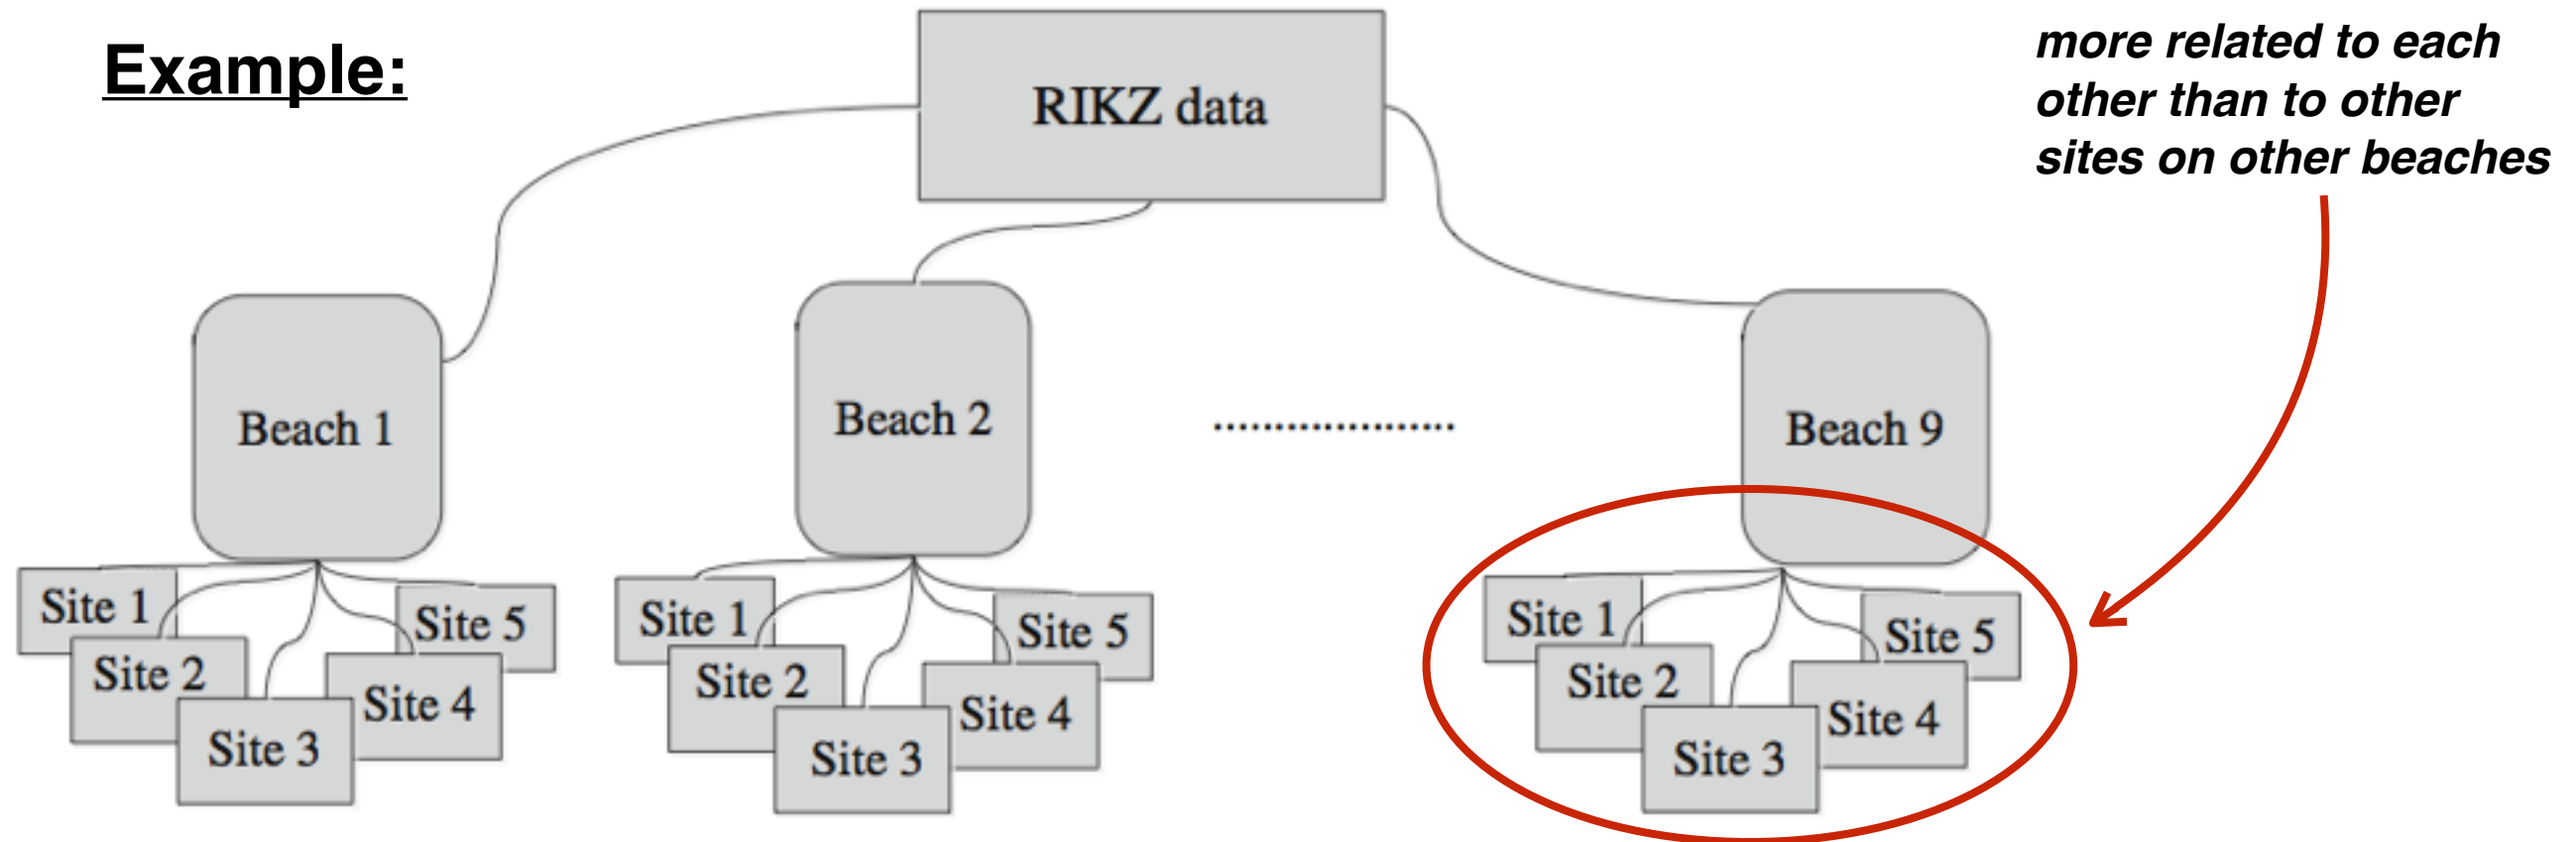 Example:
RIKZ data
more related to each
other than to other
sites on other beaches
Beach 1
Beach 2
...................
Beach 9
Site 1
Site 2
Site 3
Site 4
Site 5
Site 1
Site 2
Site 3
Site 4
Site 5
Site 1
Site 2
Site 3
Site 4
Site 5